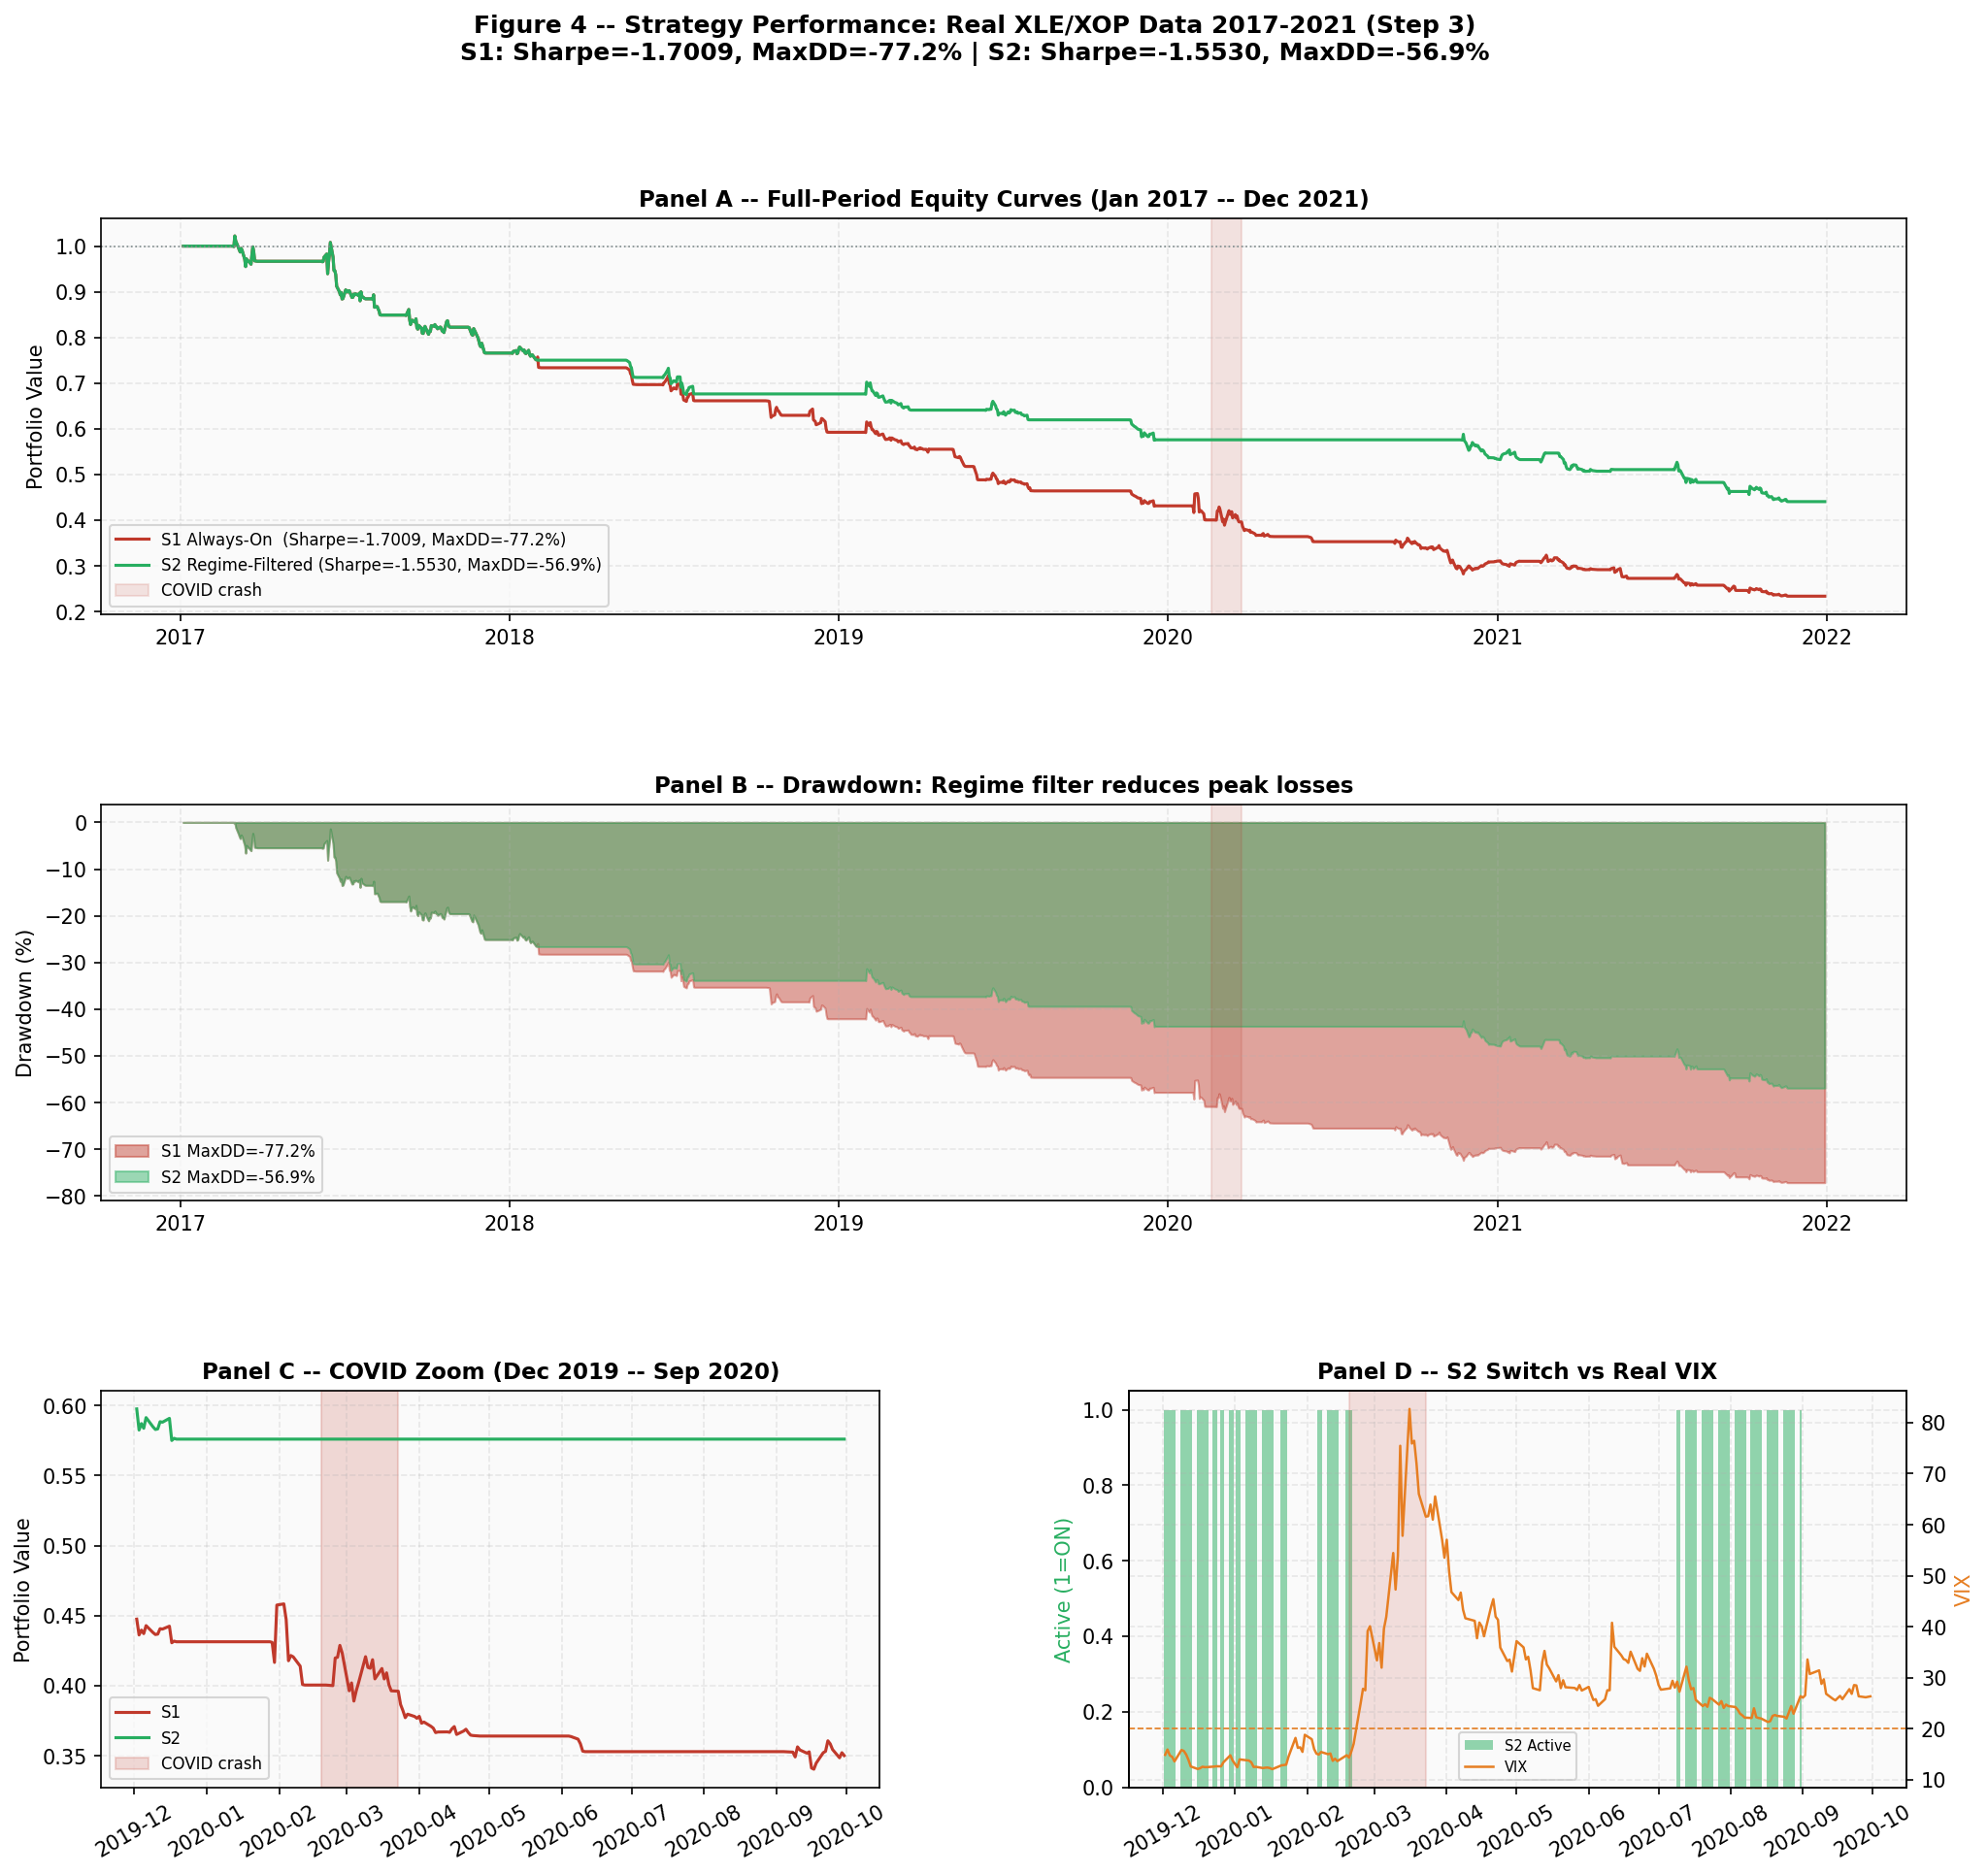 Figure 4 -- Strategy Performance: Real XLE/XOP Data 2017-2021 (Step 3)
S1: Sharpe=-1.7009, MaxDD=-77.2% | S2: Sharpe=-1.5530, MaxDD=-56.9%
Panel A -- Full-Period Equity Curves (Jan 2017 -- Dec 2021)
Portfolio Value
1.0
0.9
0.8
0.7
0.6
0.5
0.4
0.3
0.2
S1 Always-On (Sharpe=-1.7009, MaxDD=-77.2%)
S2 Regime-Filtered (Sharpe=-1.5530, MaxDD=-56.9%)
COVID crash
2017 2018 2019 2020 2021 2022
Panel B -- Drawdown: Regime filter reduces peak losses
Drawdown (%)
0
−10
−20
−30
−40
−50
−60
−70
−80
S1 MaxDD=-77.2%
S2 MaxDD=-56.9%
2017 2018 2019 2020 2021 2022
Panel C -- COVID Zoom (Dec 2019 -- Sep 2020)
Portfolio Value
0.60
0.55
0.50
0.45
0.40
0.35
S1
S2
COVID crash
2019-12 2020-01 2020-02 2020-03 2020-04 2020-05 2020-06 2020-07 2020-08 2020-09 2020-10
Panel D -- S2 Switch vs Real VIX
Active (1=ON)
1.0
0.8
0.6
0.4
0.2
0.0
80
70
60
50
40
30
20
10
VIX
S2 Active
VIX
2019-12 2020-01 2020-02 2020-03 2020-04 2020-05 2020-06 2020-07 2020-08 2020-09 2020-10